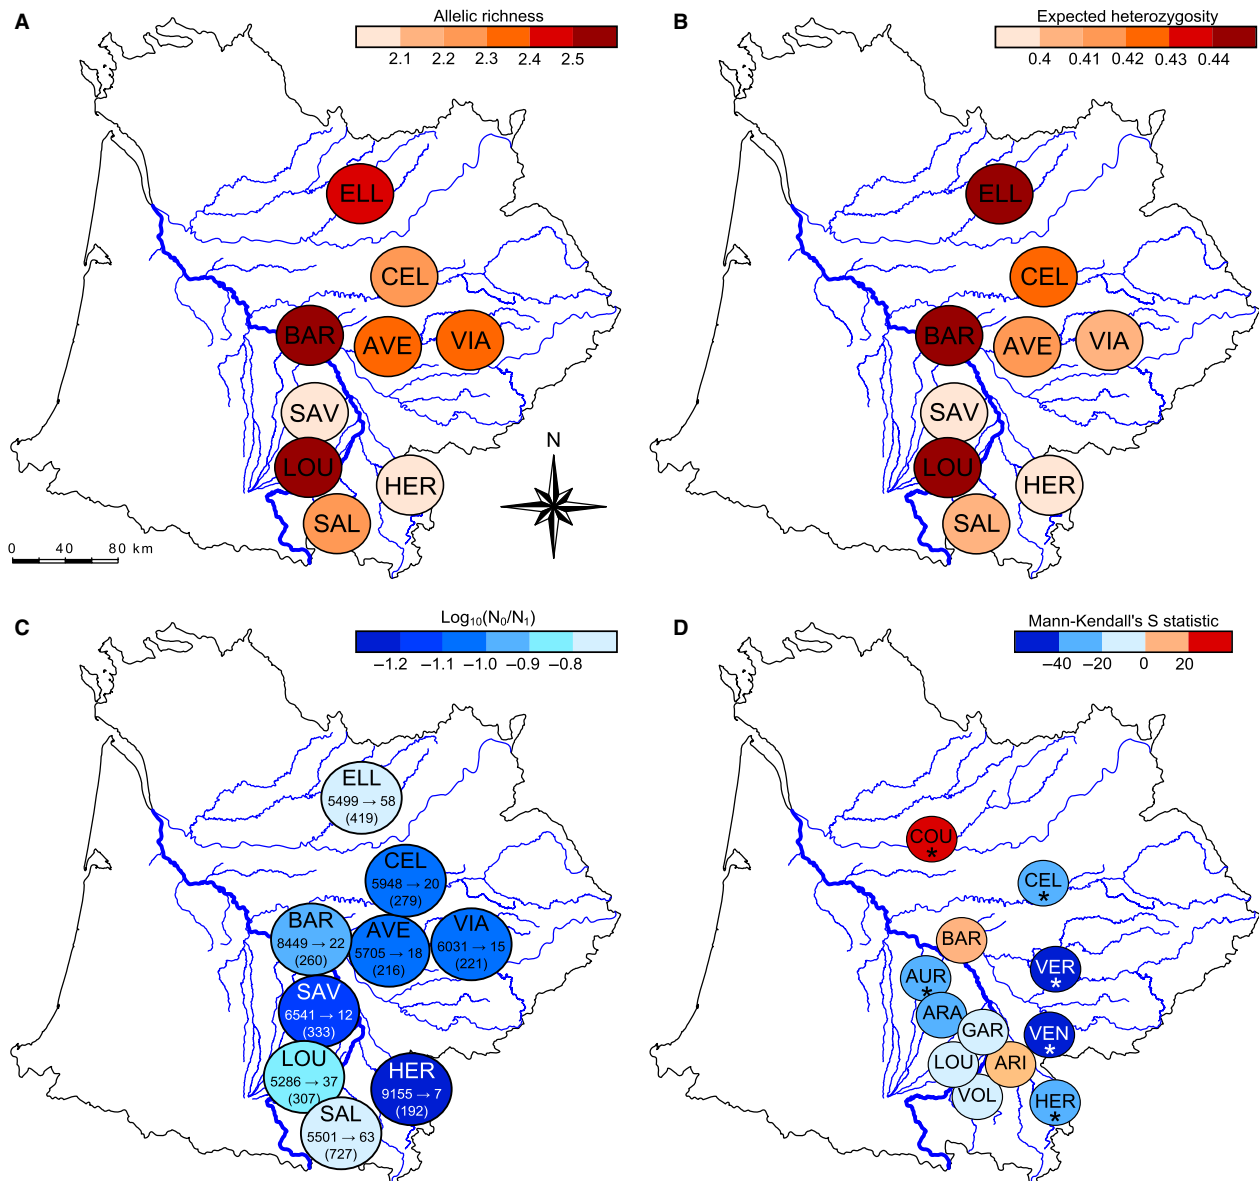 A
Allelic richness
2.1 2.2 2.3 2.4 2.5
ELL
CEL
BAR
AVE
VIA
SAV
LOU
HER
SAL
N
0 40 80 km
B
Expected heterozygosity
0.4 0.41 0.42 0.43 0.44
ELL
CEL
BAR
AVE
VIA
SAV
LOU
HER
SAL
C
Log10(N0/N1)
−1.2 −1.1 −1.0 −0.9 −0.8
ELL
5499 → 58
(419)
CEL
5948 → 20
(279)
BAR
8449 → 22
(260)
AVE
5705 → 18
(216)
VIA
6031 → 15
(221)
SAV
6541 → 12
(333)
LOU
5286 → 37
(307)
HER
9155 → 7
(192)
SAL
5501 → 63
(727)
D
Mann-Kendall's S statistic
−40 −20 0 20
COU
*
CEL
*
BAR
VER
*
AUR
*
ARA
GAR
VEN
*
LOU
ARI
VOL
HER
*